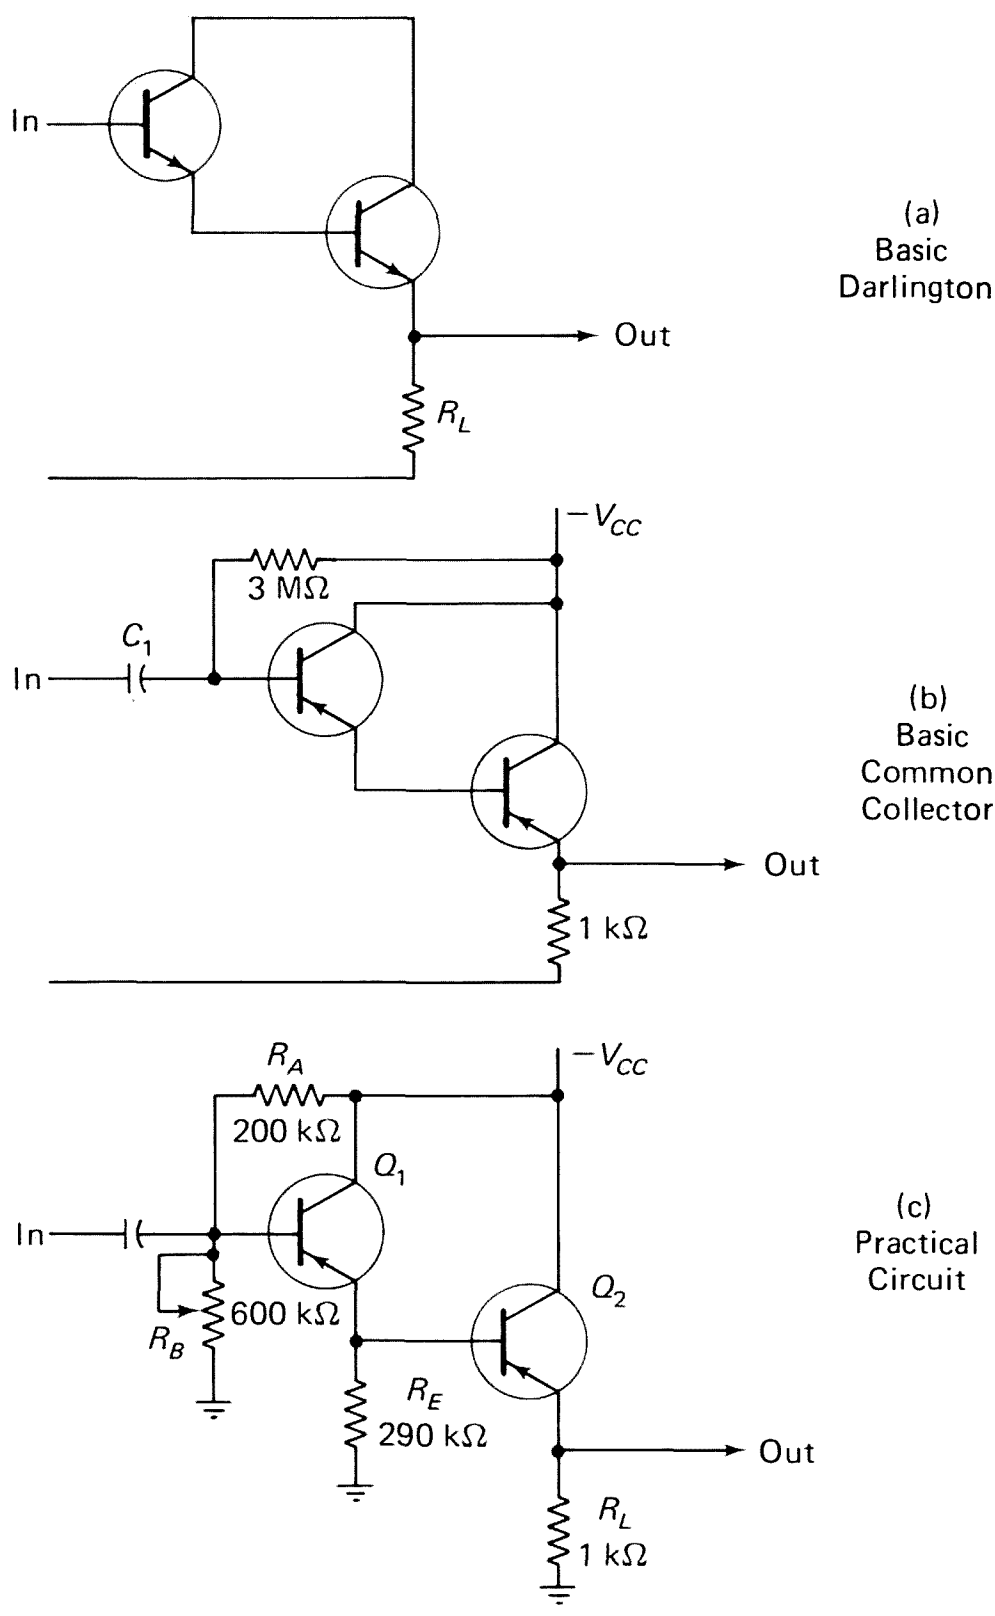 In
(a)
Basic
Darlington
Out
R_L
−V_CC
3 MΩ
C_1
In
(b)
Basic
Common
Collector
Out
1 kΩ
−V_CC
R_A
200 kΩ
Q_1
In
(c)
Practical
Circuit
Q_2
600 kΩ
R_B
R_E
290 kΩ
Out
R_L
1 kΩ